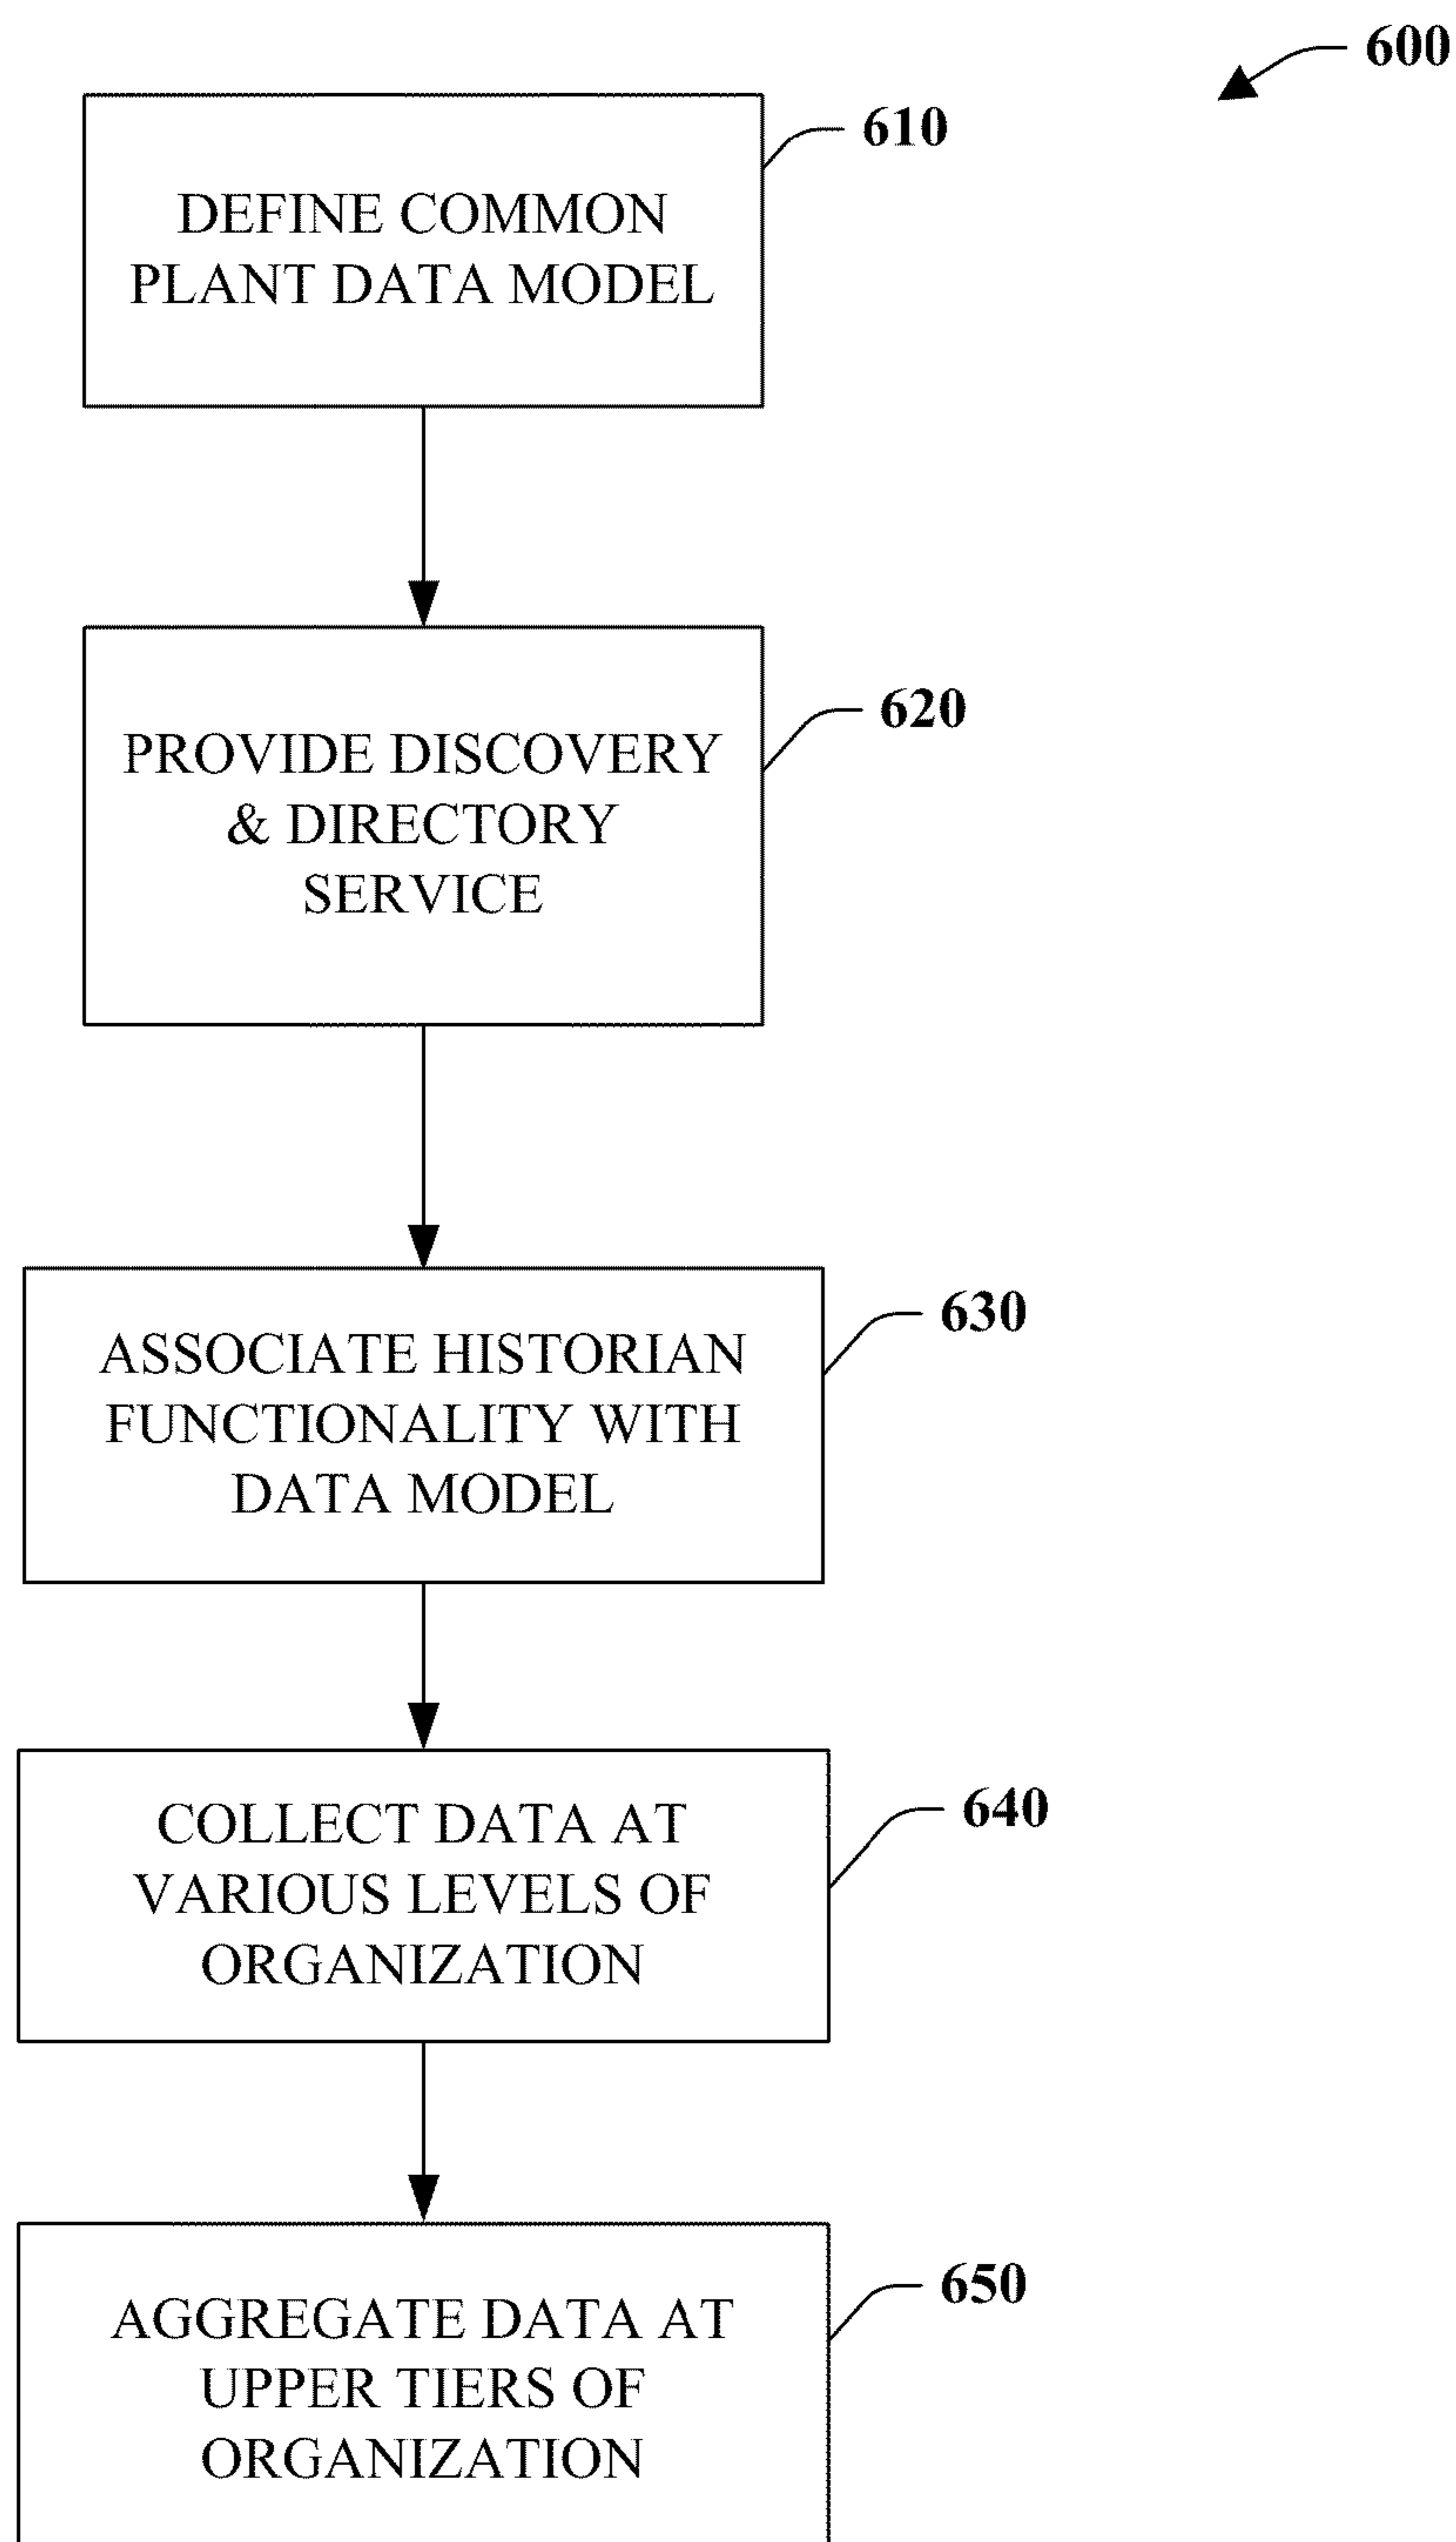 600
610
DEFINE COMMON
PLANT DATA MODEL
620
PROVIDE DISCOVERY
& DIRECTORY
SERVICE
630
ASSOCIATE HISTORIAN
FUNCTIONALITY WITH
DATA MODEL
640
COLLECT DATA AT
VARIOUS LEVELS OF
ORGANIZATION
650
AGGREGATE DATA AT
UPPER TIERS OF
ORGANIZATION